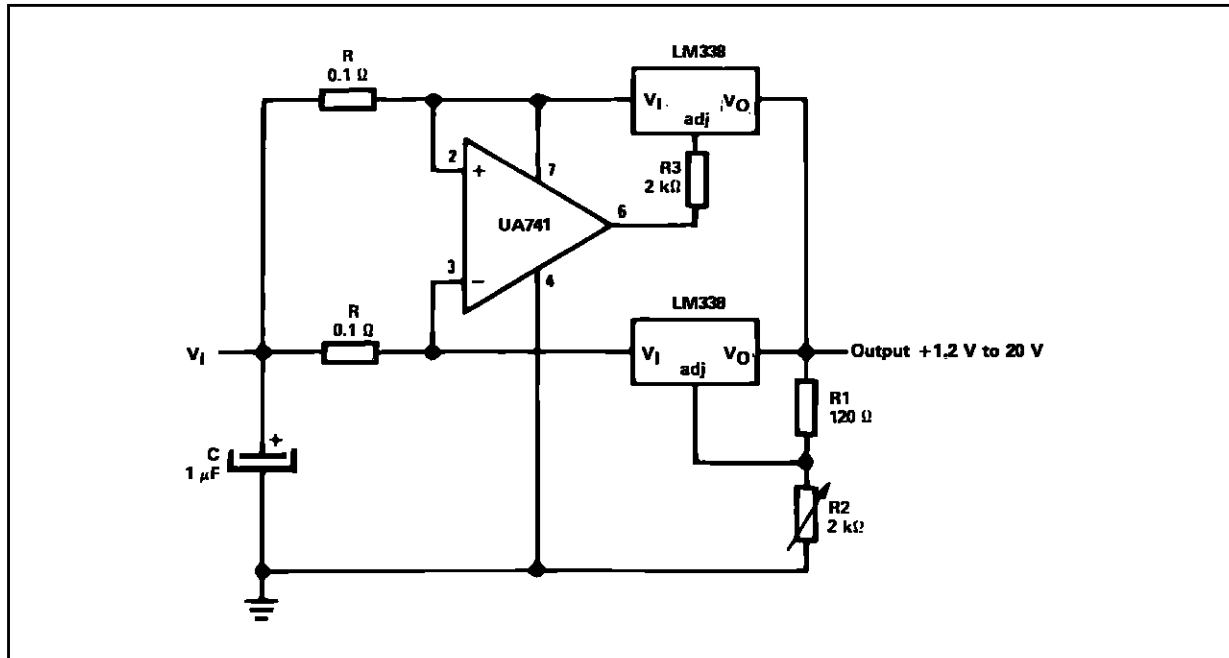 R
0.1 Ω
LM338
VI
VO
adj
2
+
7
R3
2 kΩ
UA741
6
3
−
4
LM338
R
0.1 Ω
VI
VI
VO
adj
Output +1.2 V to 20 V
R1
120 Ω
C
1 μF
+
R2
2 kΩ